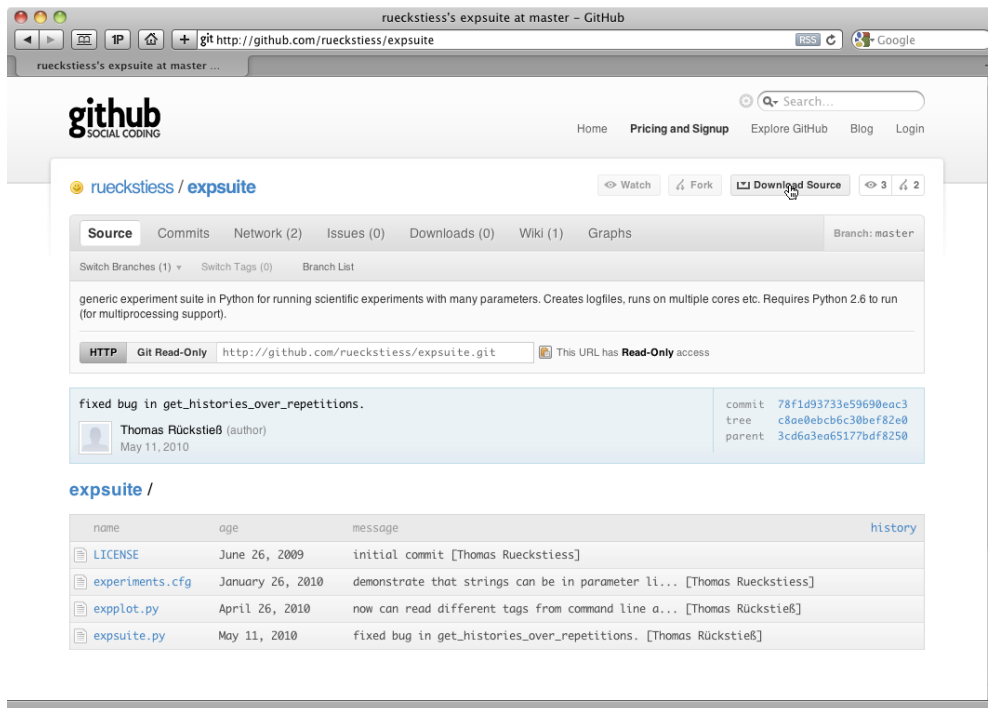 rueckstiess's expsuite at master – GitHub
1P + git http://github.com/rueckstiess/expsuite RSS Google
rueckstiess's expsuite at master ...
github
SOCIAL CODING
Search...
Home Pricing and Signup Explore GitHub Blog Login
rueckstiess / expsuite
Watch Fork Download Source 3 2
Source Commits Network (2) Issues (0) Downloads (0) Wiki (1) Graphs Branch: master
Switch Branches (1) Switch Tags (0) Branch List
generic experiment suite in Python for running scientific experiments with many parameters. Creates logfiles, runs on multiple cores etc. Requires Python 2.6 to run
(for multiprocessing support).
HTTP Git Read-Only http://github.com/rueckstiess/expsuite.git This URL has Read-Only access
fixed bug in get_histories_over_repetitions.
Thomas Rückstieß (author)
May 11, 2010
commit 78f1d93733e59690eac3
tree c8ae0ebcb6c30bef82e0
parent 3cd6a3ea65177bdf8250
expsuite /
name age message history
LICENSE June 26, 2009 initial commit [Thomas Rueckstiess]
experiments.cfg January 26, 2010 demonstrate that strings can be in parameter li... [Thomas Rueckstiess]
expplot.py April 26, 2010 now can read different tags from command line a... [Thomas Rückstieß]
expsuite.py May 11, 2010 fixed bug in get_histories_over_repetitions. [Thomas Rückstieß]